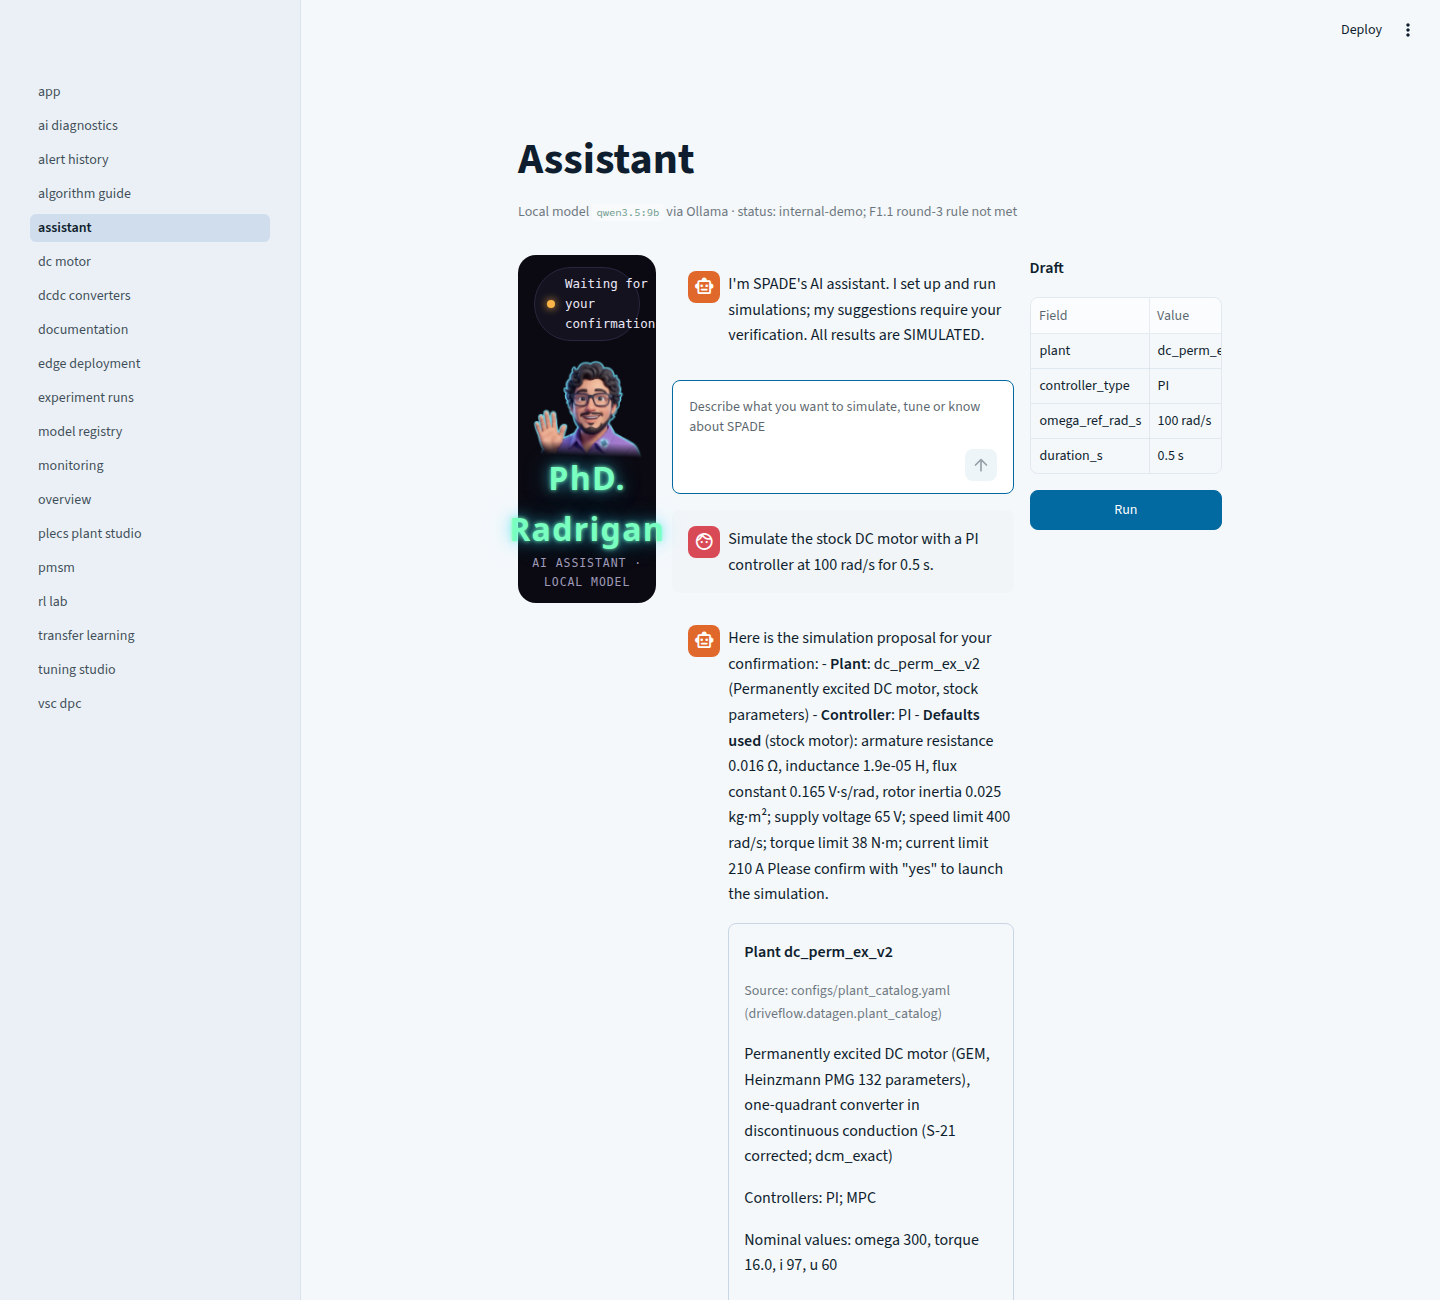 Deploy
app
ai diagnostics
alert history
algorithm guide
assistant
dc motor
dcdc converters
documentation
edge deployment
experiment runs
model registry
monitoring
overview
plecs plant studio
pmsm
rl lab
transfer learning
tuning studio
vsc dpc
Assistant
Local model qwen3.5:9b via Ollama · status: internal-demo; F1.1 round-3 rule not met
Waiting for
your
confirmation
PhD.
Radrigan
AI ASSISTANT ·
LOCAL MODEL
I'm SPADE's AI assistant. I set up and run
simulations; my suggestions require your
verification. All results are SIMULATED.
Describe what you want to simulate, tune or know
about SPADE
Simulate the stock DC motor with a PI
controller at 100 rad/s for 0.5 s.
Here is the simulation proposal for your
confirmation: - Plant: dc_perm_ex_v2
(Permanently excited DC motor, stock
parameters) - Controller: PI - Defaults
used (stock motor): armature resistance
0.016 Ω, inductance 1.9e-05 H, flux
constant 0.165 V·s/rad, rotor inertia 0.025
kg·m²; supply voltage 65 V; speed limit 400
rad/s; torque limit 38 N·m; current limit
210 A Please confirm with "yes" to launch
the simulation.
Plant dc_perm_ex_v2
Source: configs/plant_catalog.yaml
(driveflow.datagen.plant_catalog)
Permanently excited DC motor (GEM,
Heinzmann PMG 132 parameters),
one-quadrant converter in
discontinuous conduction (S-21
corrected; dcm_exact)
Controllers: PI; MPC
Nominal values: omega 300, torque
16.0, i 97, u 60
Draft
Field Value
plant dc_perm_e
controller_type PI
omega_ref_rad_s 100 rad/s
duration_s 0.5 s
Run